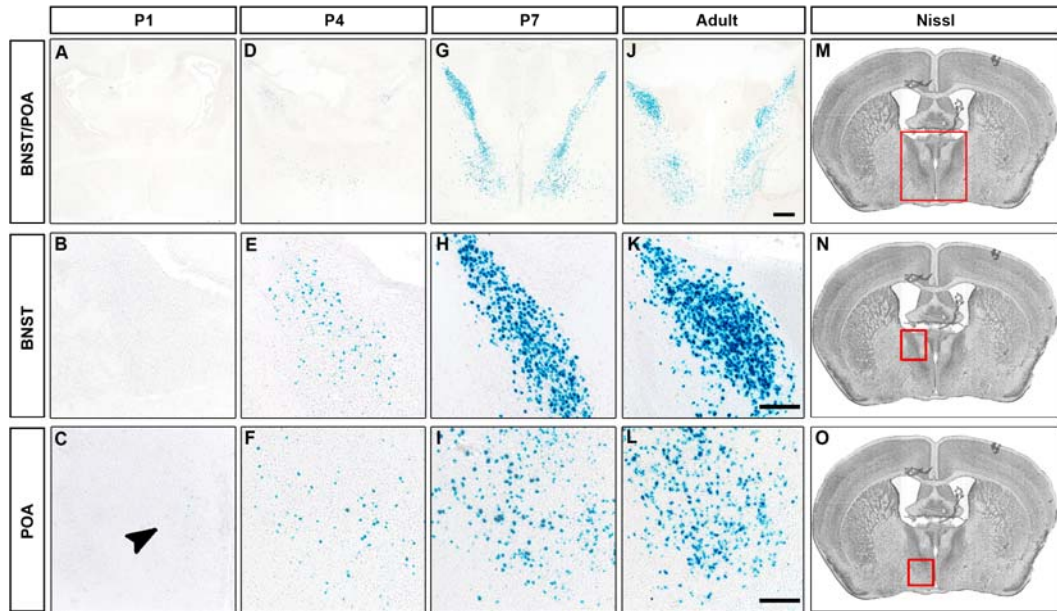 P1 P4 P7 Adult Nissl
BNST/POA
A D G J M
BNST
B E H K N
POA
C F I L O